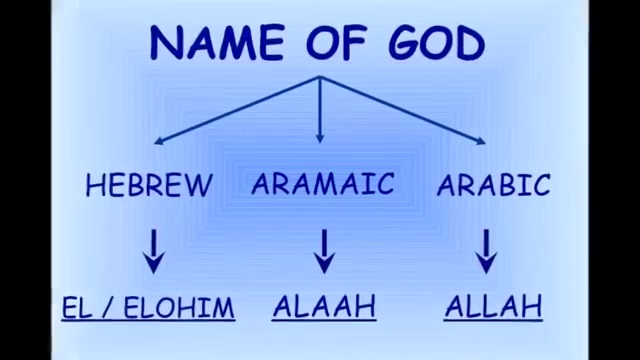 NAME OF GOD
HEBREW ARAMAIC ARABIC
EL / ELOHIM ALAAH ALLAH